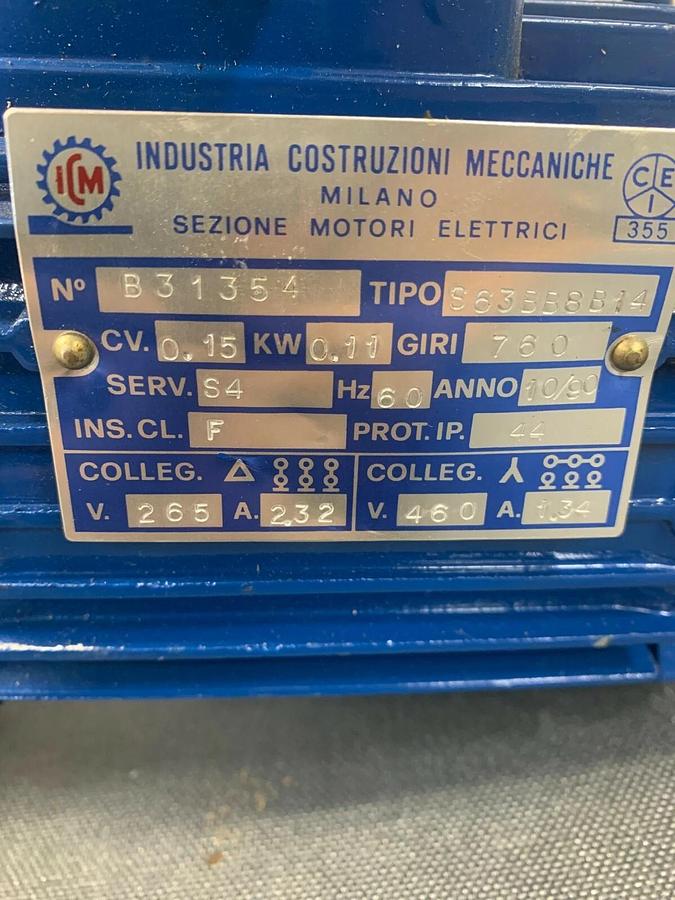 ICM
INDUSTRIA COSTRUZIONI MECCANICHE
MILANO
SEZIONE MOTORI ELETTRICI
CEI
355
Nº B31354 TIPO S63BB8B14
CV. 0.15 KW 0.11 GIRI 760
SERV. S4 Hz 60 ANNO 10/90
INS. CL. F PROT. IP. 44
COLLEG. △ COLLEG. Y
V. 265 A. 2.32 V. 460 A. 1.34